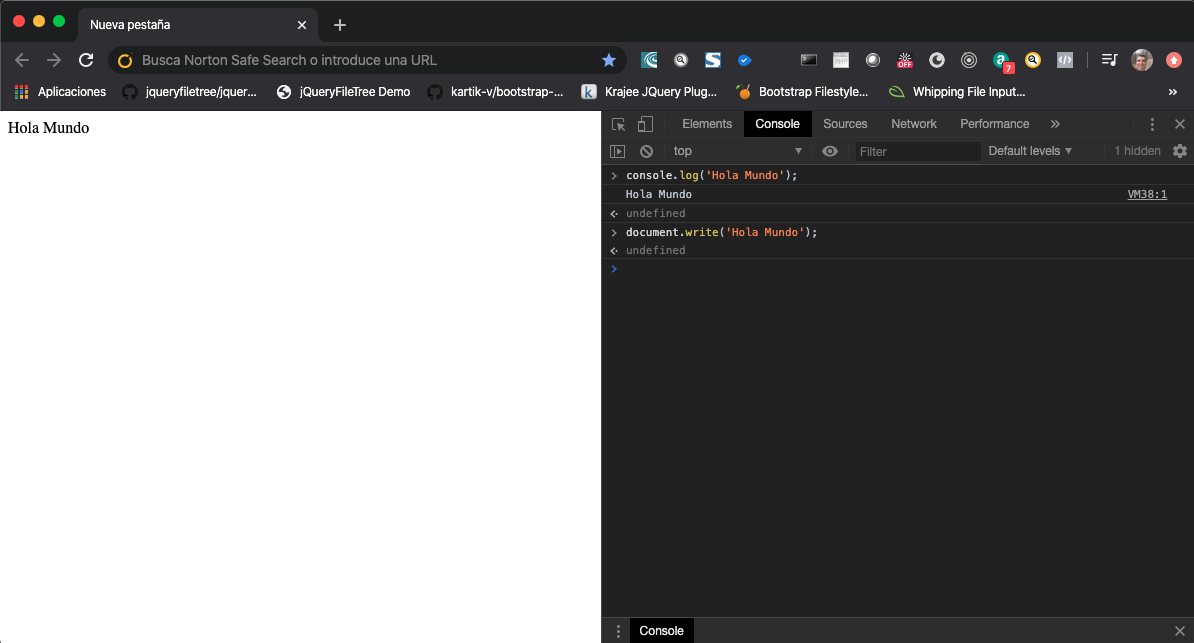 Nueva pestaña
Busca Norton Safe Search o introduce una URL
OFF
7
Aplicaciones jqueryfiletree/jquer... jQueryFileTree Demo kartik-v/bootstrap-... k Krajee JQuery Plug... Bootstrap Filestyle... Whipping File Input... »
Hola Mundo
Elements Console Sources Network Performance »
top Filter Default levels 1 hidden
console.log('Hola Mundo');
Hola Mundo VM38:1
undefined
document.write('Hola Mundo');
undefined
Console